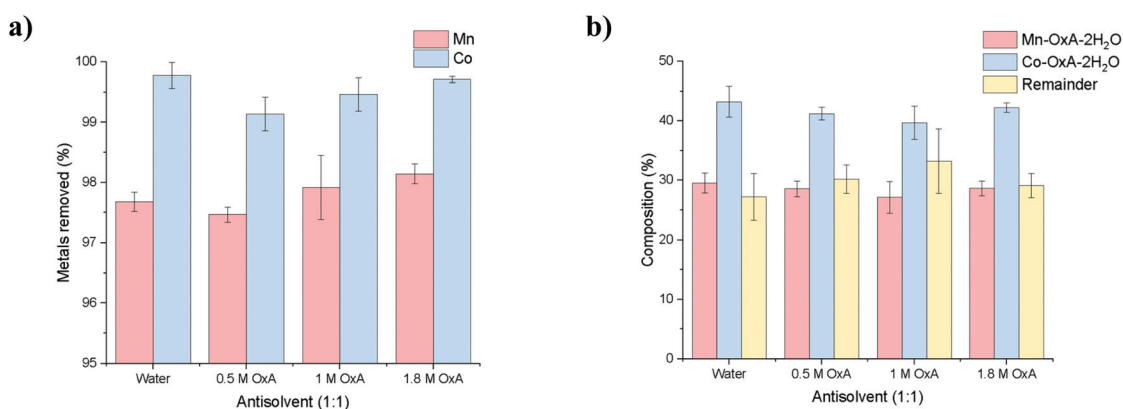 a)
Mn
Co
100
99
98
97
96
95
Metals removed (%)
Water
0.5 M OxA
1 M OxA
1.8 M OxA
Antisolvent (1:1)
b)
Mn-OxA-2H₂O
Co-OxA-2H₂O
Remainder
50
40
30
20
10
0
Composition (%)
Water
0.5 M OxA
1 M OxA
1.8 M OxA
Antisolvent (1:1)